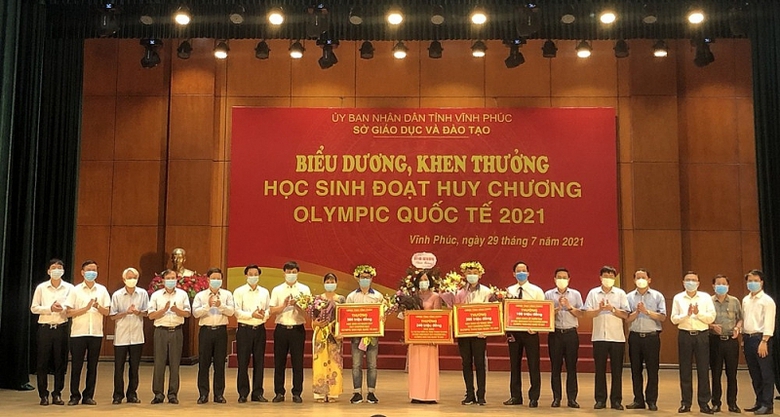 ỦY BAN NHÂN DÂN TỈNH VĨNH PHÚC
SỞ GIÁO DỤC VÀ ĐÀO TẠO
BIỂU DƯƠNG, KHEN THƯỞNG
HỌC SINH ĐOẠT HUY CHƯƠNG
OLYMPIC QUỐC TẾ 2021
Vĩnh Phúc, ngày 29 tháng 7 năm 2021
THƯỞNG
THƯỞNG
THƯỞNG
THƯỞNG